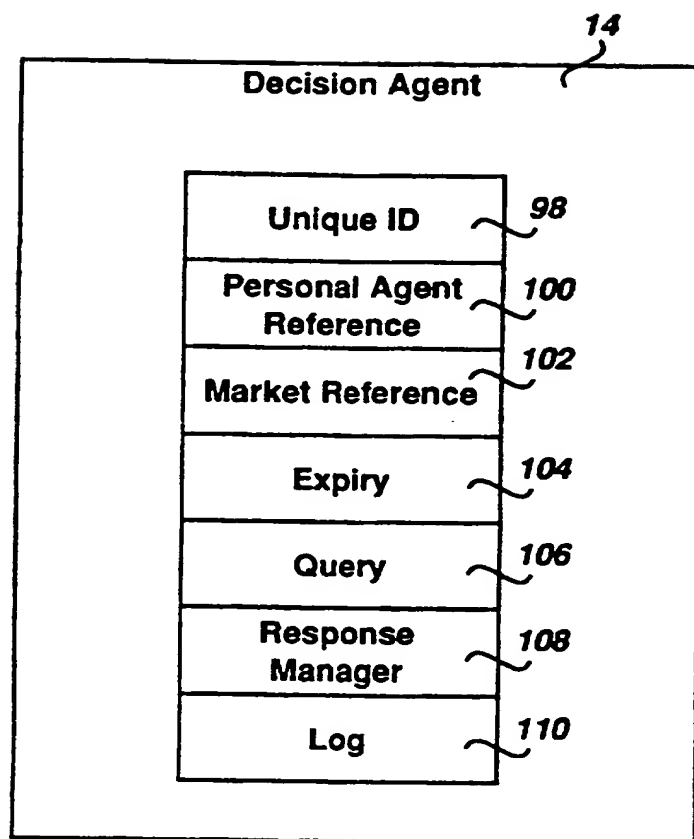 14
Decision Agent
Unique ID
98
Personal Agent
Reference
100
Market Reference
102
Expiry
104
Query
106
Response
Manager
108
Log
110